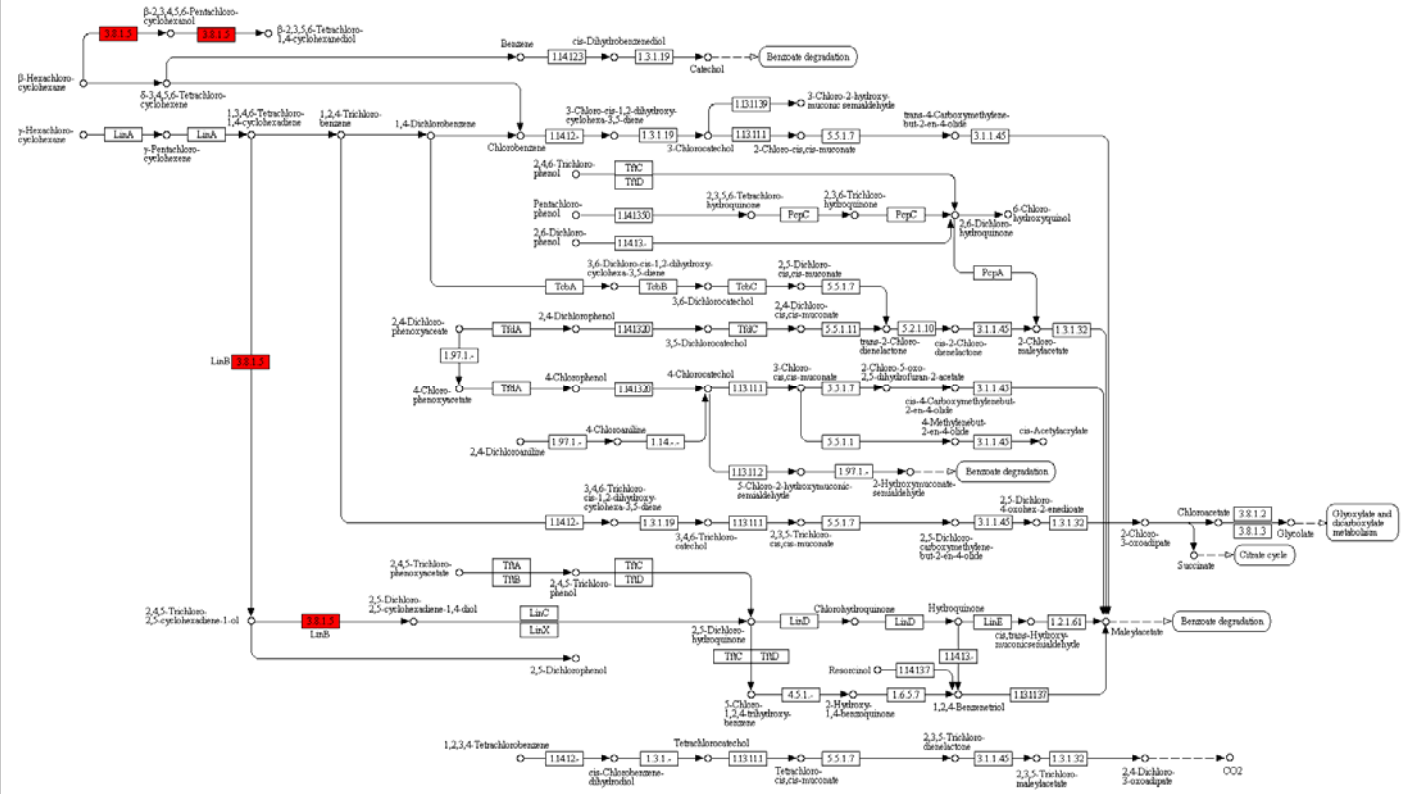 β-2,3,4,5,6-Pentachloro-
cyclohexanol
3.8.1.5
3.8.1.5
β-2,3,5,6-Tetrachloro-
1,4-cyclohexanediol
Benzene
cis-Dihydrobenzenediol
1.14.12.3
1.3.1.19
Catechol
Benzoate degradation
β-Hexachloro-
cyclohexane
δ-3,4,5,6-Tetrachloro-
cyclohexene
γ-Hexachloro-
cyclohexane
LinA
γ-Pentachloro-
cyclohexene
LinA
1,3,4,6-Tetrachloro-
1,4-cyclohexadiene
1,2,4-Trichloro-
benzene
1,4-Dichlorobenzene
Chlorobenzene
1.14.12.-
3-Chloro-cis-1,2-dihydroxy-
cyclohexa-3,5-diene
1.3.1.19
3-Chlorocatechol
1.13.11.39
3-Chloro-2-hydroxy-
muconic semialdehyde
1.13.11.1
2-Chloro-cis,cis-muconate
5.5.1.7
trans-4-Carboxymethylene-
but-2-en-4-olide
3.1.1.45
2,4,6-Trichloro-
phenol
TftC
TftD
Pentachloro-
phenol
1.14.13.50
2,3,5,6-Tetrachloro-
hydroquinone
PcpC
2,3,6-Trichloro-
hydroquinone
PcpC
6-Chloro-
hydroxyquinol
2,6-Dichloro-
hydroquinone
2,6-Dichloro-
phenol
1.14.13.-
PcpA
TcbA
3,6-Dichloro-cis-1,2-dihydroxy-
cyclohexa-3,5-diene
TcbB
3,6-Dichlorocatechol
TcbC
2,5-Dichloro-
cis,cis-muconate
5.5.1.7
2,4-Dichloro-
phenoxyaceate
TfdA
2,4-Dichlorophenol
1.14.13.20
3,5-Dichlorocatechol
TfdC
2,4-Dichloro-
cis,cis-muconate
5.5.1.11
trans-2-Chloro-
dienelactone
5.2.1.10
cis-2-Chloro-
dienelactone
3.1.1.45
2-Chloro-
maleylacetate
1.3.1.32
1.97.1.-
LinB
3.8.1.5
4-Chloro-
phenoxyacetate
TfdA
4-Chlorophenol
1.14.13.20
4-Chlorocatechol
1.13.11.1
3-Chloro-
cis,cis-muconate
5.5.1.7
2-Chloro-5-oxo-
2,5-dihydrofuran-2-acetate
3.1.1.45
cis-4-Carboxymethylenebut-
2-en-4-olide
2,4-Dichloroaniline
1.97.1.-
4-Chloroaniline
1.14.-.-
5.5.1.1
4-Methylenebut-
2-en-4-olide
3.1.1.45
cis-Acetylacrylate
1.13.11.2
5-Chloro-2-hydroxymuconic-
semialdehyde
1.97.1.-
2-Hydroxymuconate-
semialdehyde
Benzoate degradation
1.14.12.-
3,4,6-Trichloro-
cis-1,2-dihydroxy-
cyclohexa-3,5-diene
1.3.1.19
3,4,6-Trichloro-
catechol
1.13.11.1
2,3,5-Trichloro-
cis,cis-muconate
5.5.1.7
2,5-Dichloro-
carboxymethylene-
but-2-en-4-olide
3.1.1.45
2,5-Dichloro-
4-oxohex-2-enedioate
1.3.1.32
2-Chloro-
3-oxoadipate
Chloroacetate
3.8.1.2
3.8.1.3
Glycolate
Glyoxylate and
dicarboxylate
metabolism
Succinate
Citrate cycle
2,4,5-Trichloro-
phenoxyacetate
TftA
TftB
2,4,5-Trichloro-
phenol
TftC
TftD
2,4,5-Trichloro-
2,5-cyclohexadiene-1-ol
3.8.1.5
LinB
2,5-Dichloro-
2,5-cyclohexadiene-1,4-diol
LinC
LinX
2,5-Dichloro-
hydroquinone
LinD
Chlorohydroquinone
LinD
Hydroquinone
LinE
cis,trans-Hydroxy-
muconicsemialdehyde
1.2.1.61
Maleylacetate
Benzoate degradation
2,5-Dichlorophenol
TftC
TftD
1.14.13.-
Resorcinol
1.14.13.7
5-Chloro-
1,2,4-trihydroxy-
benzene
4.5.1.-
2-Hydroxy-
1,4-benzoquinone
1.6.5.7
1,2,4-Benzenetriol
1.13.11.37
1,2,3,4-Tetrachlorobenzene
1.14.12.-
cis-Chlorobenzene-
dihydrodiol
1.3.1.-
Tetrachlorocatechol
1.13.11.1
Tetrachloro-
cis,cis-muconate
5.5.1.7
2,3,5-Trichloro-
dienelactone
3.1.1.45
2,3,5-Trichloro-
maleylacetate
1.3.1.32
2,4-Dichloro-
3-oxoadipate
CO2